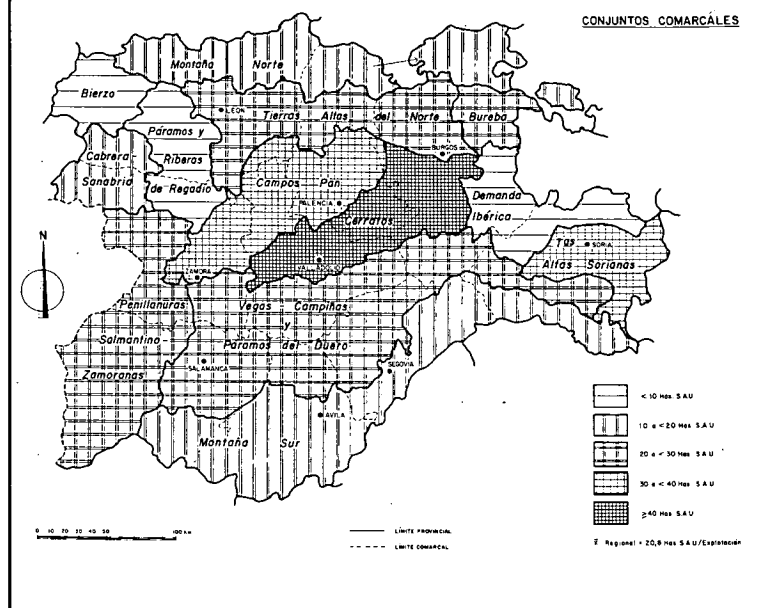 CONJUNTOS COMARCALES
Montaña Norte
Bierzo
LEON
Tierras Altas del Norte
Bureba
Páramos y
Riberas
de Regadío
Cabrera-
Sanabria
BURGOS
Campos Pan
PALENCIA
Cerratos
Demanda
Ibérica
Tas
SORIA
Altas Sorianas
N
ZAMORA
VALLADOLID
Penillanuras
Salmantino-
Zamoranas
Vegas Campiñas
y
Páramos del Duero
SALAMANCA
SEGOVIA
AVILA
Montaña Sur
< 10 Has S.A.U
10 a < 20 Has S.A.U
20 a < 30 Has S.A.U
30 a < 40 Has S.A.U
≥40 Has S.A.U
0 10 20 30 40 50 100 Km
LÍMITE PROVINCIAL
LIMITE COMARCAL
x̄ Regional = 20,8 Has S.A.U/Explotación